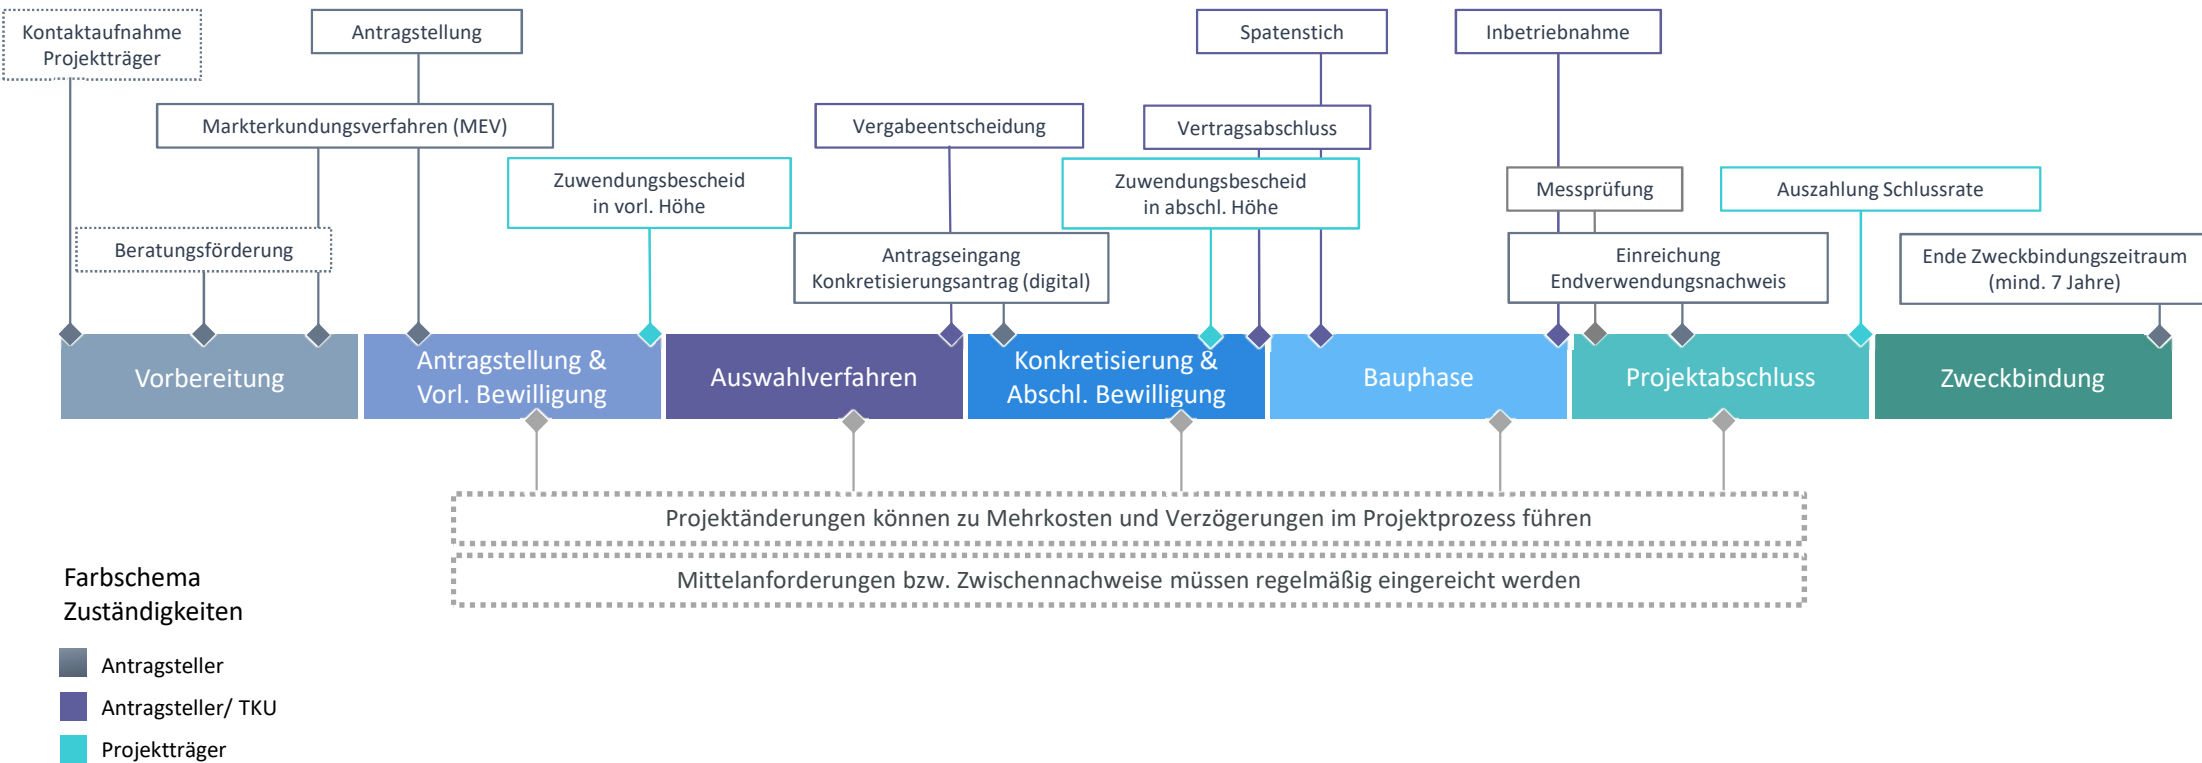 Kontaktaufnahme
Projektträger
Antragstellung
Spatenstich
Inbetriebnahme
Markterkundungsverfahren (MEV)
Vergabeentscheidung
Vertragsabschluss
Zuwendungsbescheid
in vorl. Höhe
Zuwendungsbescheid
in abschl. Höhe
Messprüfung
Auszahlung Schlussrate
Beratungsförderung
Antragseingang
Konkretisierungsantrag (digital)
Einreichung
Endverwendungsnachweis
Ende Zweckbindungszeitraum
(mind. 7 Jahre)
Vorbereitung
Antragstellung &
Vorl. Bewilligung
Auswahlverfahren
Konkretisierung &
Abschl. Bewilligung
Bauphase
Projektabschluss
Zweckbindung
Projektänderungen können zu Mehrkosten und Verzögerungen im Projektprozess führen
Mittelanforderungen bzw. Zwischennachweise müssen regelmäßig eingereicht werden
Farbschema
Zuständigkeiten
Antragsteller
Antragsteller/ TKU
Projektträger